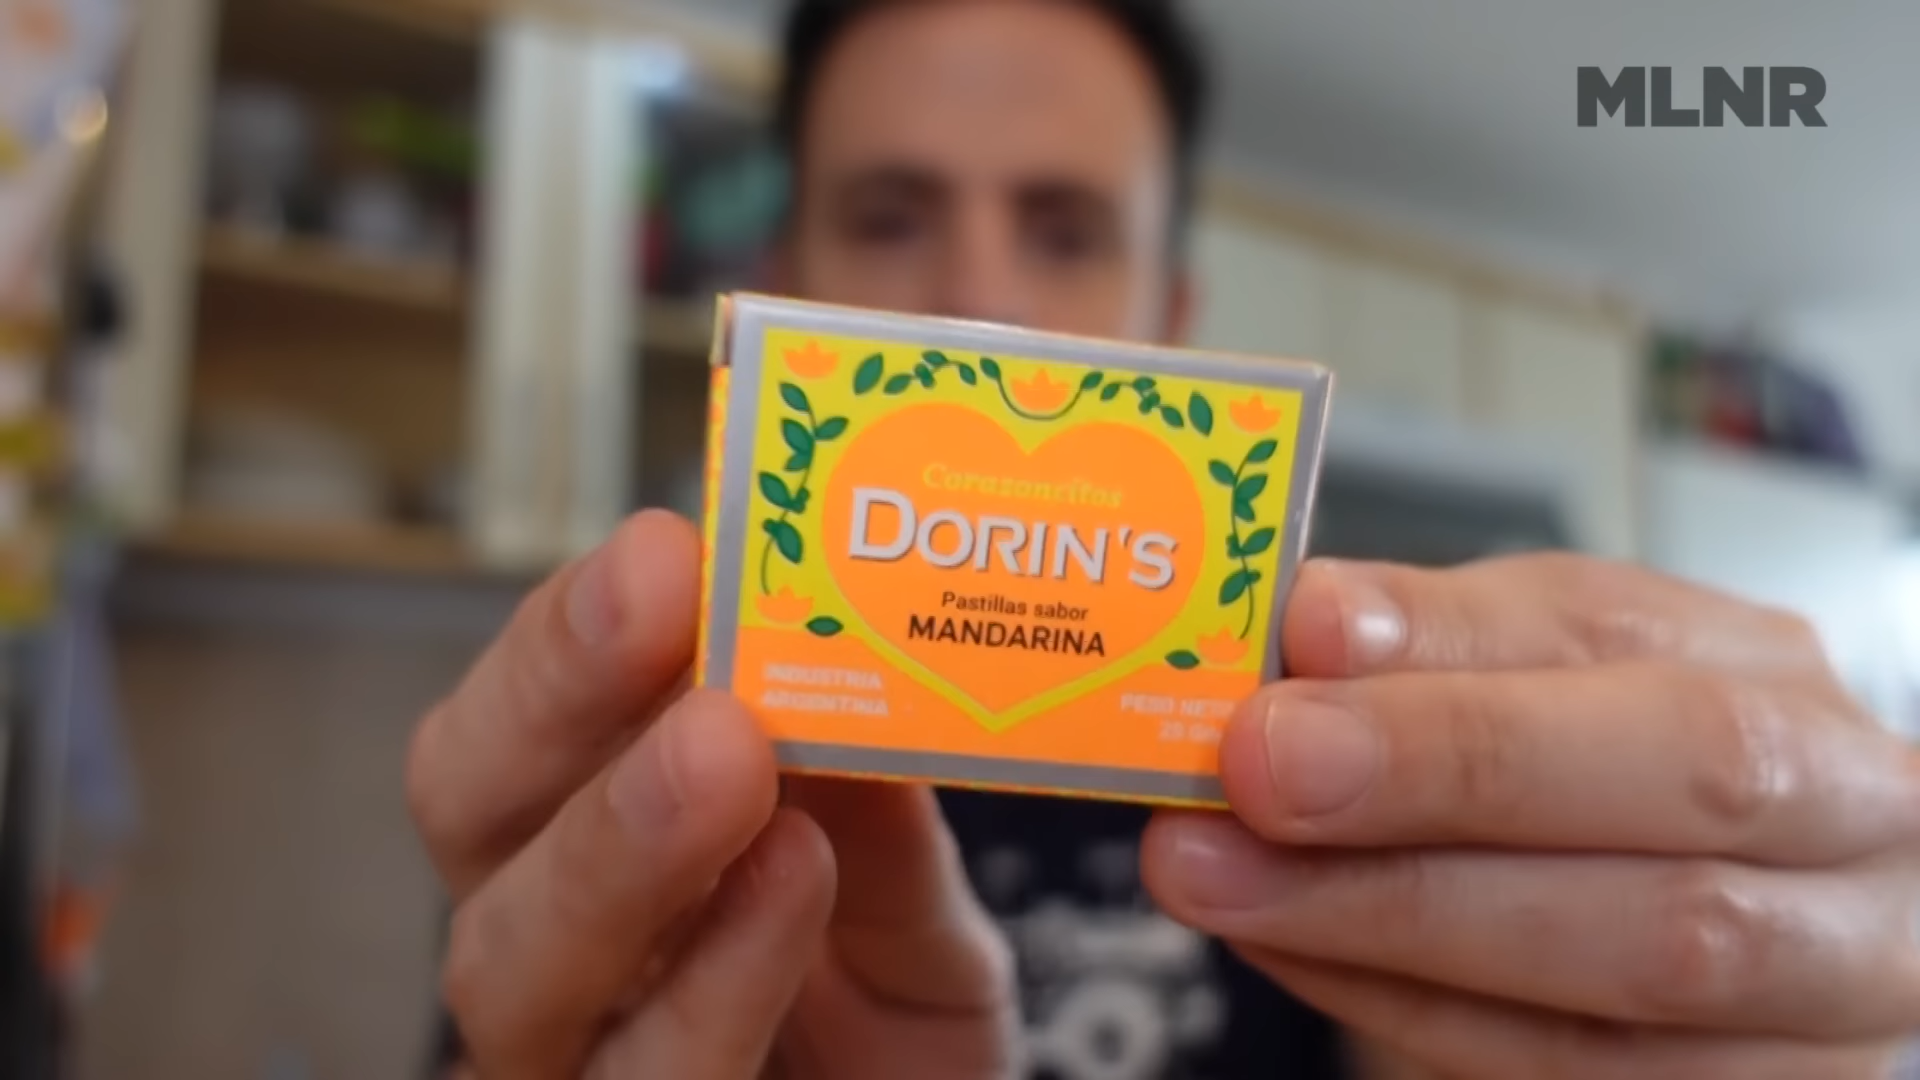 MLNR
Corazoncitos
DORIN'S
Pastillas sabor
MANDARINA
INDUSTRIA
ARGENTINA
PESO NETO